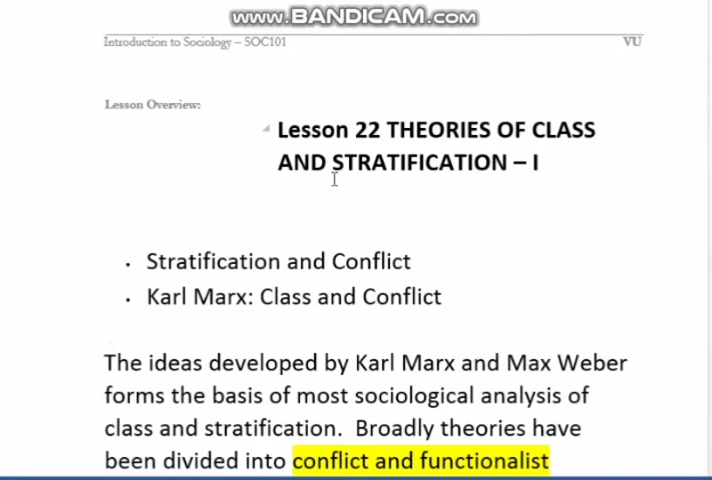 www.BANDICAM.com
Introduction to Sociology – SOC101 VU
Lesson Overview:
Lesson 22 THEORIES OF CLASS
AND STRATIFICATION – I
• Stratification and Conflict
• Karl Marx: Class and Conflict
The ideas developed by Karl Marx and Max Weber
forms the basis of most sociological analysis of
class and stratification. Broadly theories have
been divided into conflict and functionalist